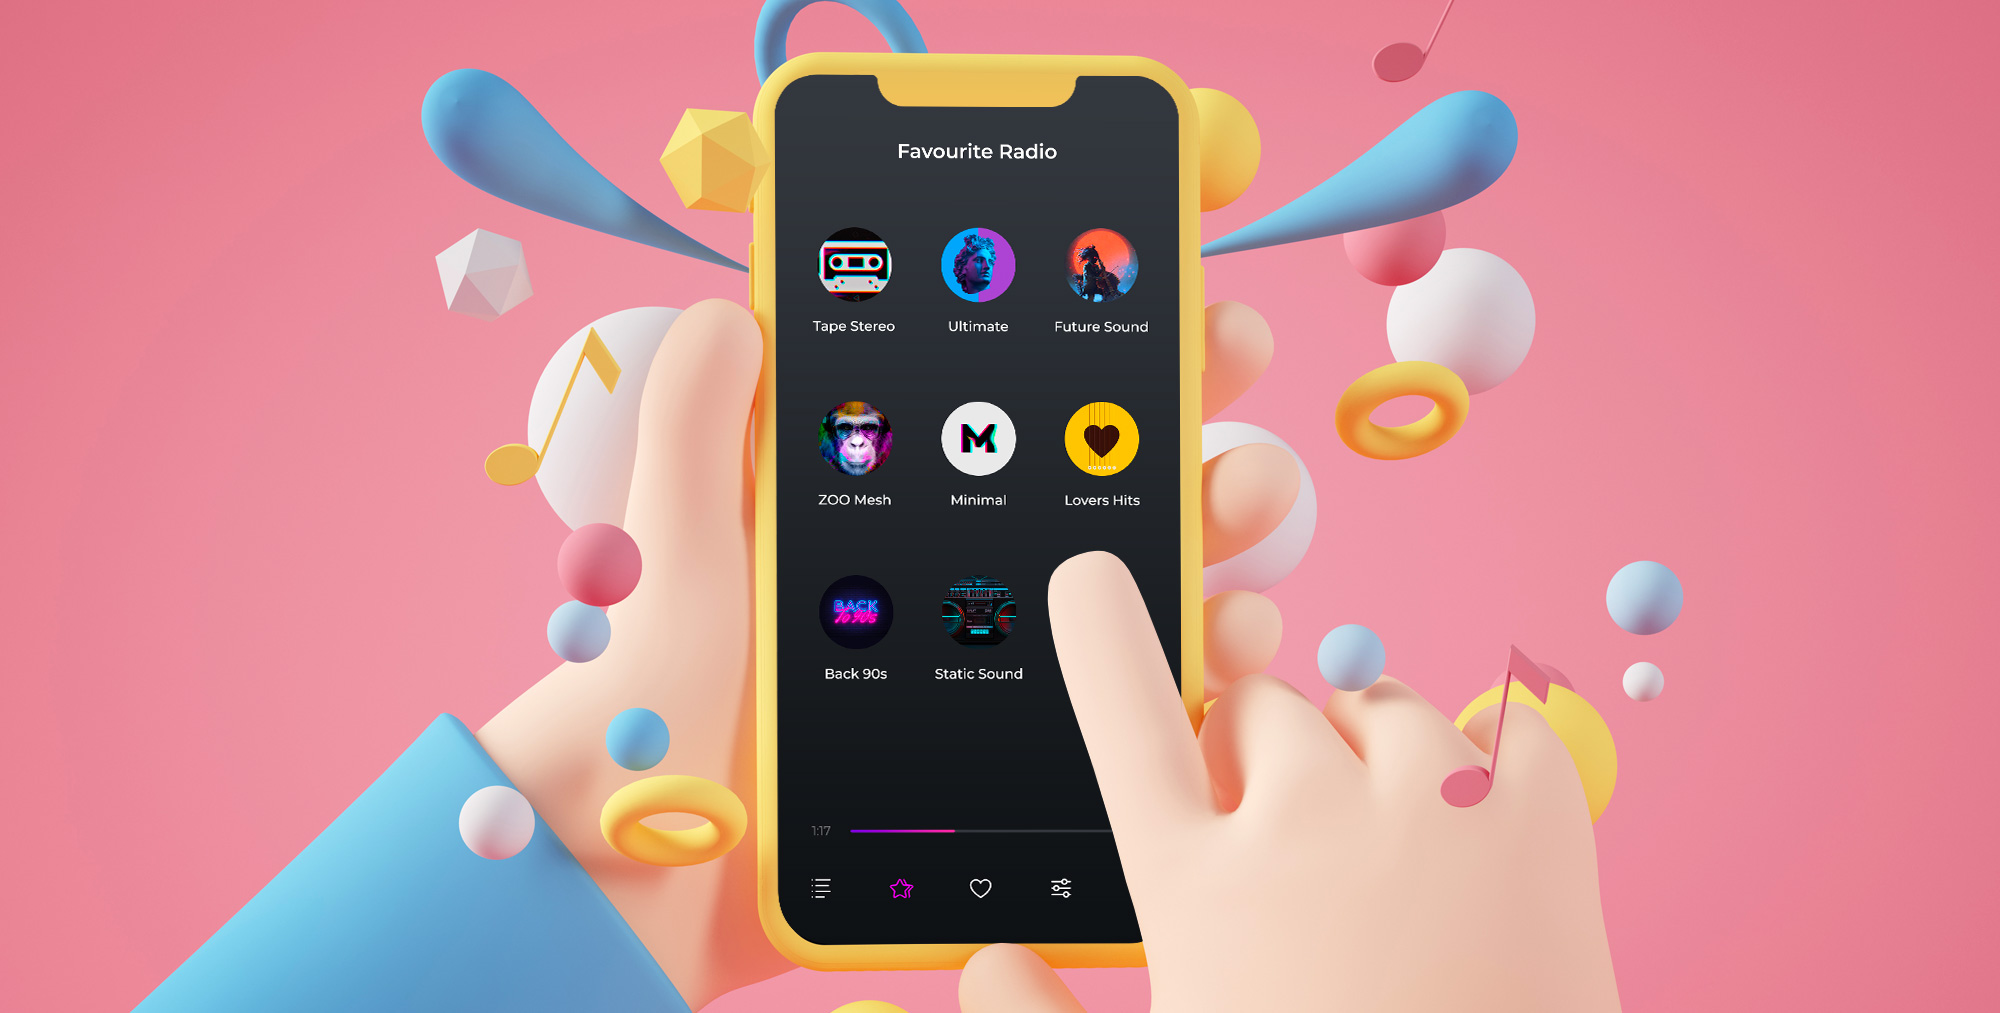 Favourite Radio
Tape Stereo
Ultimate
Future Sound
ZOO Mesh
M
Minimal
Lovers Hits
BACK
To 90s
Back 90s
Static Sound
1:17